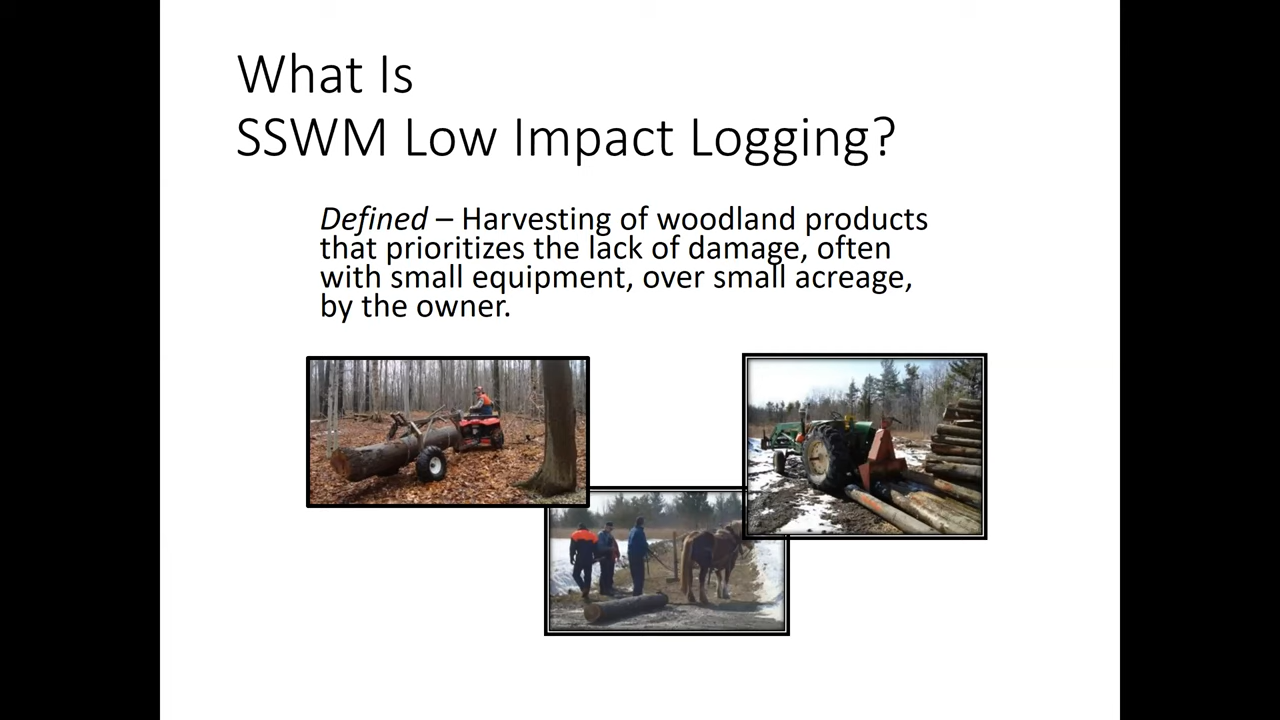 What Is
SSWM Low Impact Logging?
Defined – Harvesting of woodland products
that prioritizes the lack of damage, often
with small equipment, over small acreage,
by the owner.